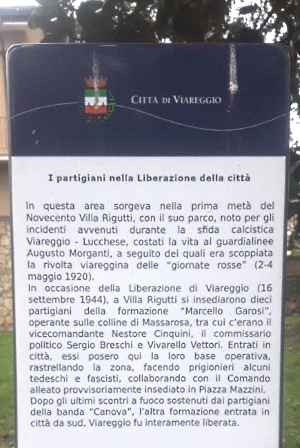 CITTÀ DI VIAREGGIO
I partigiani nella Liberazione della città
In questa area sorgeva nella prima metà del
Novecento Villa Rigutti, con il suo parco, noto per gli
incidenti avvenuti durante la sfida calcistica
Viareggio - Lucchese, costati la vita al guardialinee
Augusto Morganti, a seguito dei quali era scoppiata
la rivolta viareggina delle "giornate rosse" (2-4
maggio 1920).
In occasione della Liberazione di Viareggio (16
settembre 1944), a Villa Rigutti si insediarono dieci
partigiani della formazione "Marcello Garosi",
operante sulle colline di Massarosa, tra cui c'erano il
vicecomandante Nestore Cinquini, il commissario
politico Sergio Breschi e Vivarello Vettori. Entrati in
città, essi posero qui la loro base operativa,
rastrellando la zona, facendo prigionieri alcuni
tedeschi e fascisti, collaborando con il Comando
alleato provvisoriamente insediato in Piazza Mazzini.
Dopo gli ultimi scontri a fuoco sostenuti dai partigiani
della banda "Canova", l'altra formazione entrata in
città da sud, Viareggio fu interamente liberata.